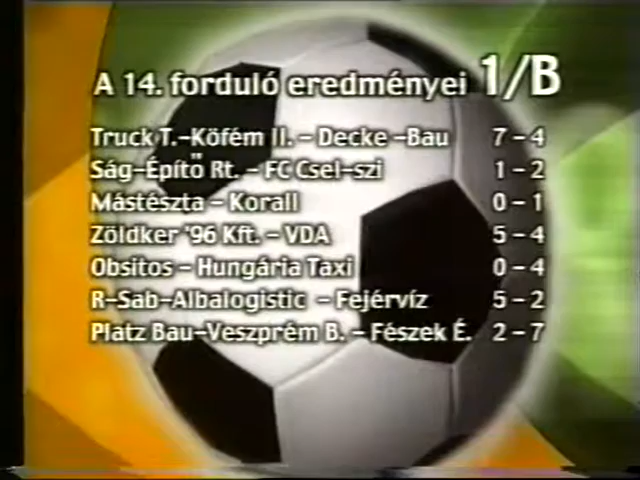 A 14. forduló eredményei 1/B
Truck T.-Köfém II. - Decke -Bau 7 - 4
Ság-Építő Rt. - FC Csel-szi 1 - 2
Mástészta - Korall 0 - 1
Zöldker '96 Kft. - VDA 5 - 4
Obsitos - Hungária Taxi 0 - 4
R-Sab-Albalogistic - Fejérvíz 5 - 2
Platz Bau-Veszprém B. - Fészek É. 2 - 7